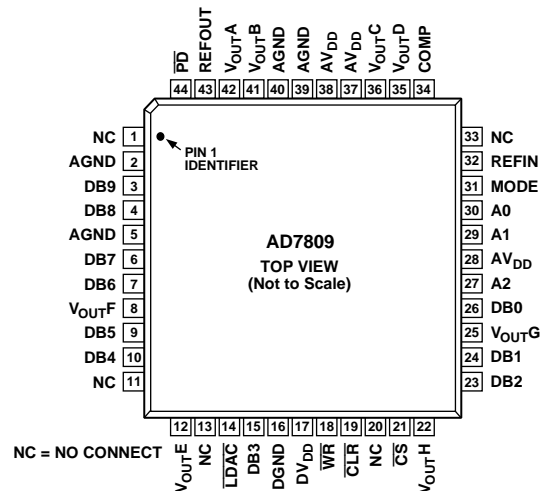 44 P̅D̅
43 REFOUT
42 VOUTA
41 VOUTB
40 AGND
39 AGND
38 AVDD
37 AVDD
36 VOUTC
35 VOUTD
34 COMP
NC 1
AGND 2
DB9 3
DB8 4
AGND 5
DB7 6
DB6 7
VOUTF 8
DB5 9
DB4 10
NC 11
PIN 1
IDENTIFIER
AD7809
TOP VIEW
(Not to Scale)
33 NC
32 REFIN
31 MODE
30 A0
29 A1
28 AVDD
27 A2
26 DB0
25 VOUTG
24 DB1
23 DB2
12 VOUTE
13 NC
14 L̅D̅A̅C̅
15 DB3
16 DGND
17 DVDD
18 W̅R̅
19 C̅L̅R̅
20 NC
21 C̅S̅
22 VOUTH
NC = NO CONNECT